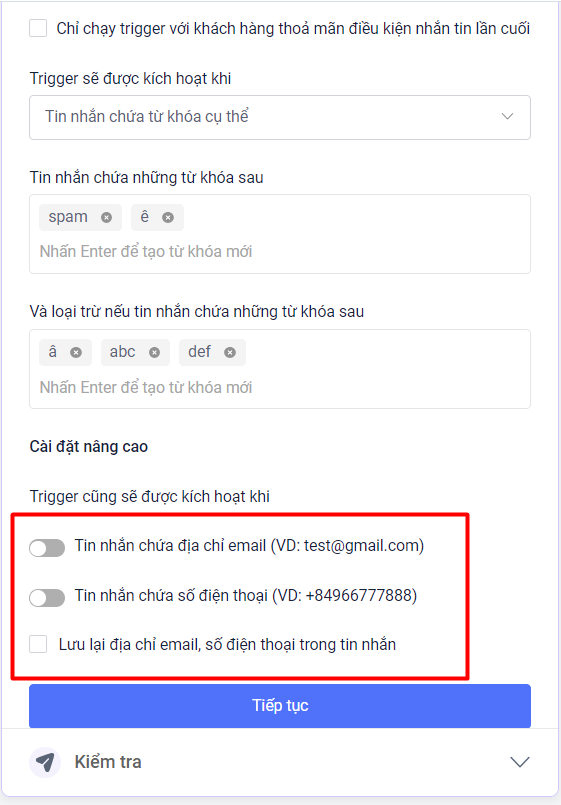 Chỉ chạy trigger với khách hàng thoả mãn điều kiện nhắn tin lần cuối
Trigger sẽ được kích hoạt khi
Tin nhắn chứa từ khóa cụ thể
Tin nhắn chứa những từ khóa sau
spam ê
Nhấn Enter để tạo từ khóa mới
Và loại trừ nếu tin nhắn chứa những từ khóa sau
â abc def
Nhấn Enter để tạo từ khóa mới
Cài đặt nâng cao
Trigger cũng sẽ được kích hoạt khi
Tin nhắn chứa địa chỉ email (VD: test@gmail.com)
Tin nhắn chứa số điện thoại (VD: +84966777888)
Lưu lại địa chỉ email, số điện thoại trong tin nhắn
Tiếp tục
Kiểm tra